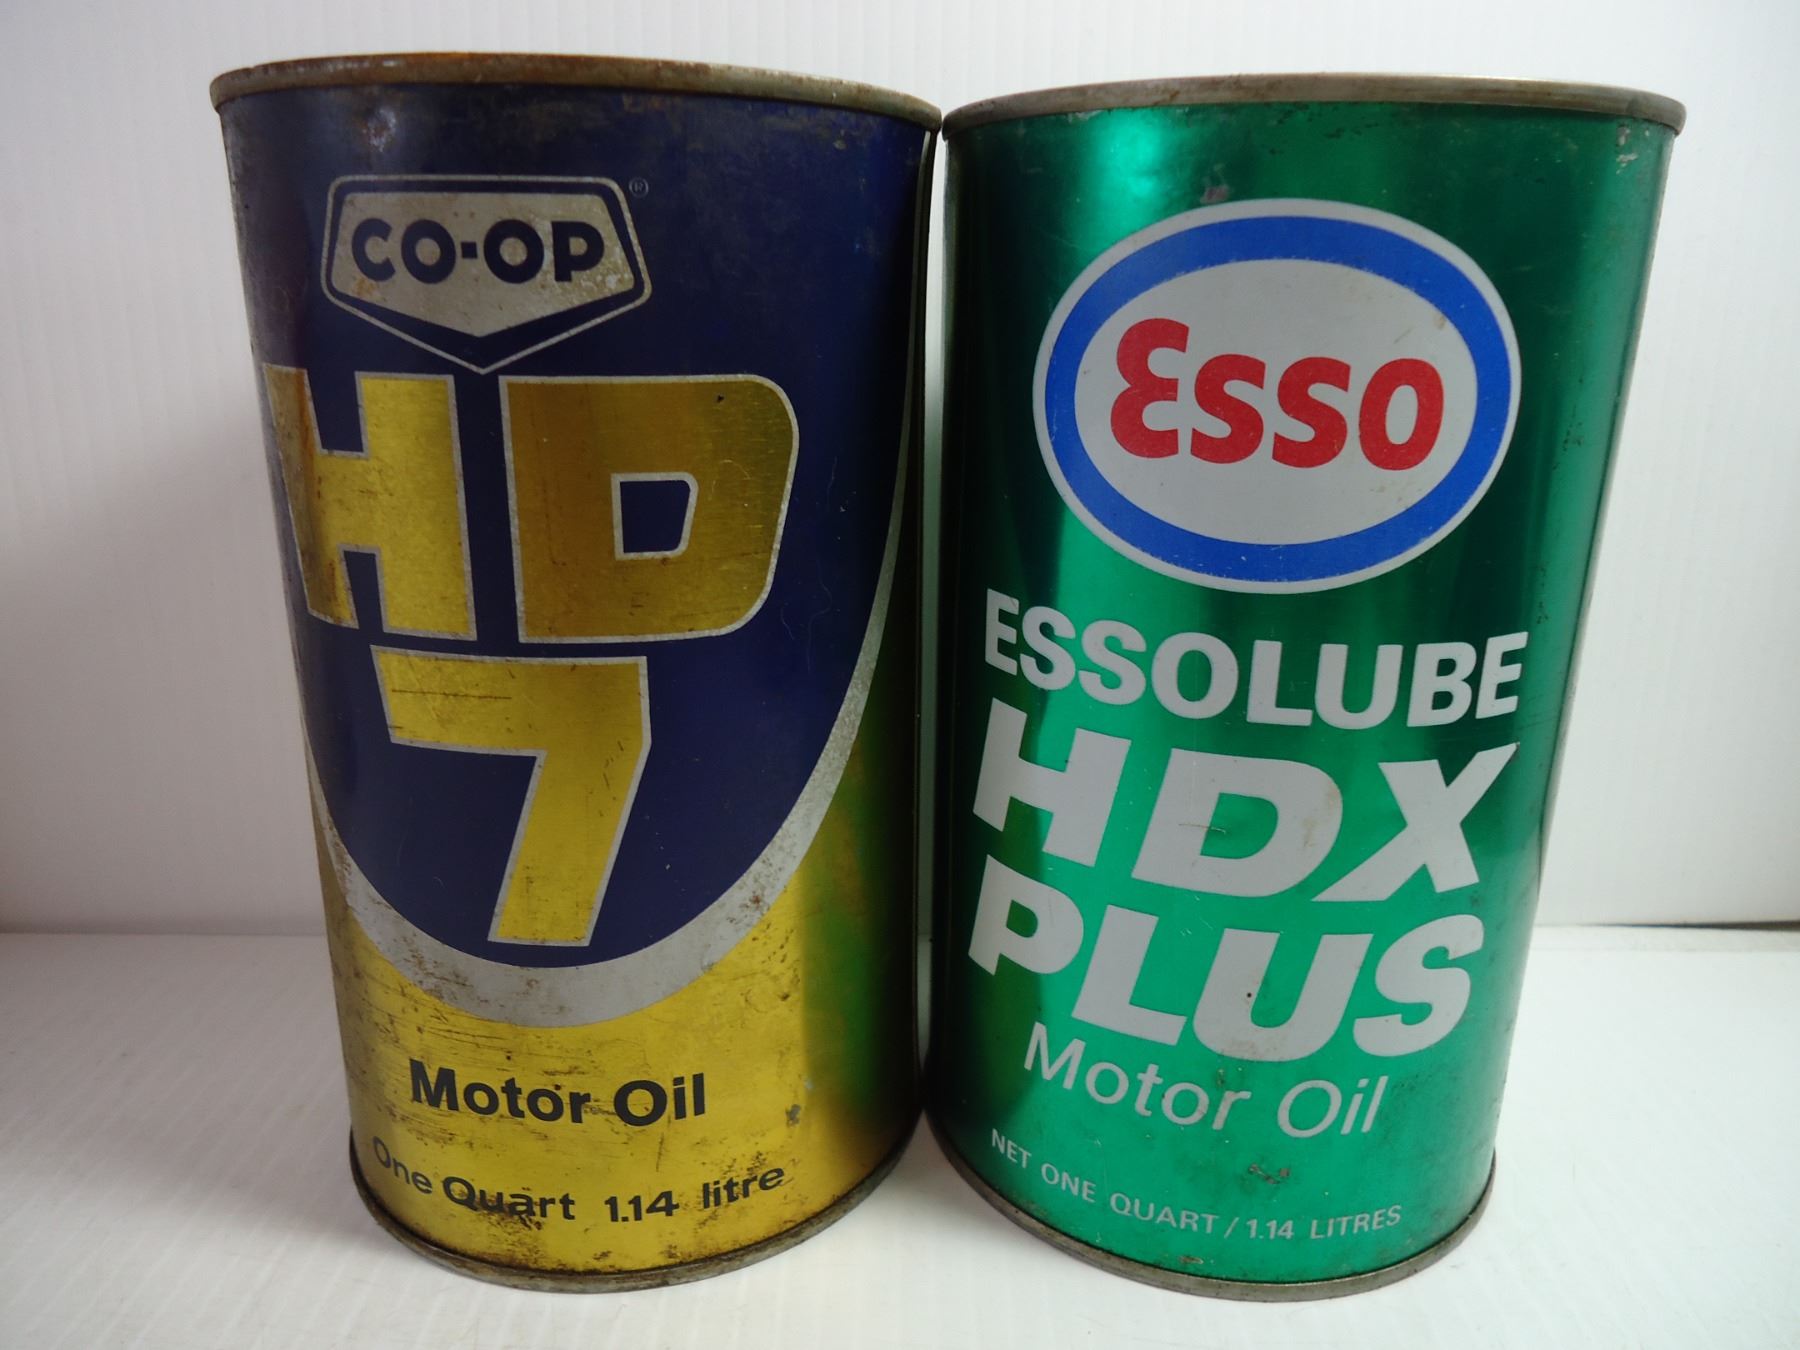 CO-OP ®
HD
7
Motor Oil
One Quart 1.14 litre
Esso
ESSOLUBE
HDX
PLUS
Motor Oil
NET ONE QUART / 1.14 LITRES